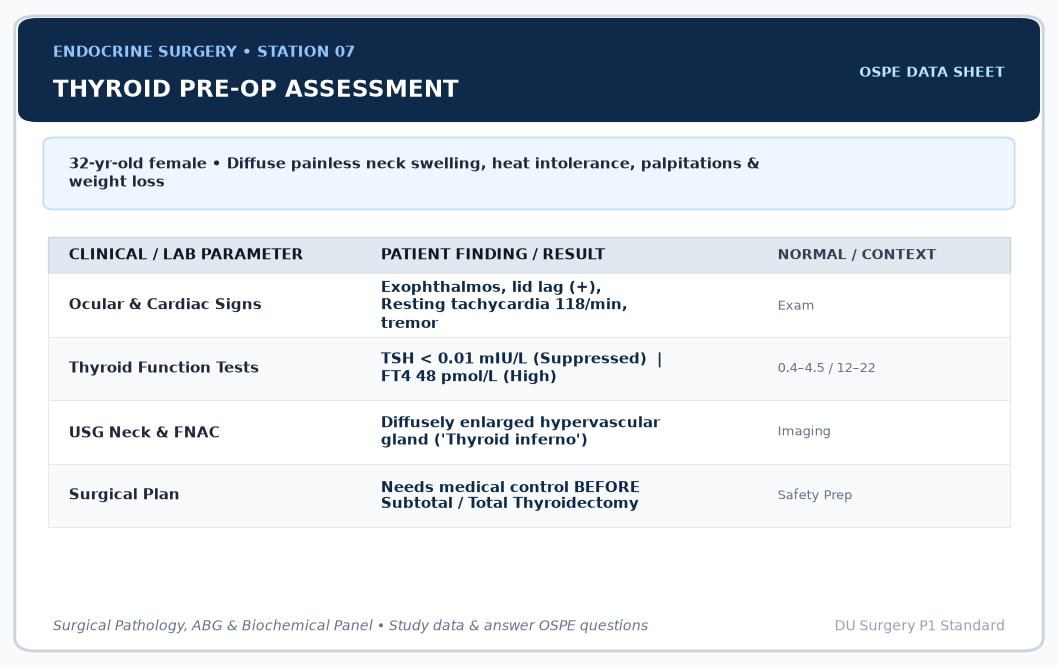 ENDOCRINE SURGERY • STATION 07
THYROID PRE-OP ASSESSMENT
OSPE DATA SHEET
32-yr-old female • Diffuse painless neck swelling, heat intolerance, palpitations &
weight loss
CLINICAL / LAB PARAMETER
PATIENT FINDING / RESULT
NORMAL / CONTEXT
Ocular & Cardiac Signs
Exophthalmos, lid lag (+),
Resting tachycardia 118/min,
tremor
Exam
Thyroid Function Tests
TSH < 0.01 mIU/L (Suppressed) |
FT4 48 pmol/L (High)
0.4–4.5 / 12–22
USG Neck & FNAC
Diffusely enlarged hypervascular
gland ('Thyroid inferno')
Imaging
Surgical Plan
Needs medical control BEFORE
Subtotal / Total Thyroidectomy
Safety Prep
Surgical Pathology, ABG & Biochemical Panel • Study data & answer OSPE questions
DU Surgery P1 Standard